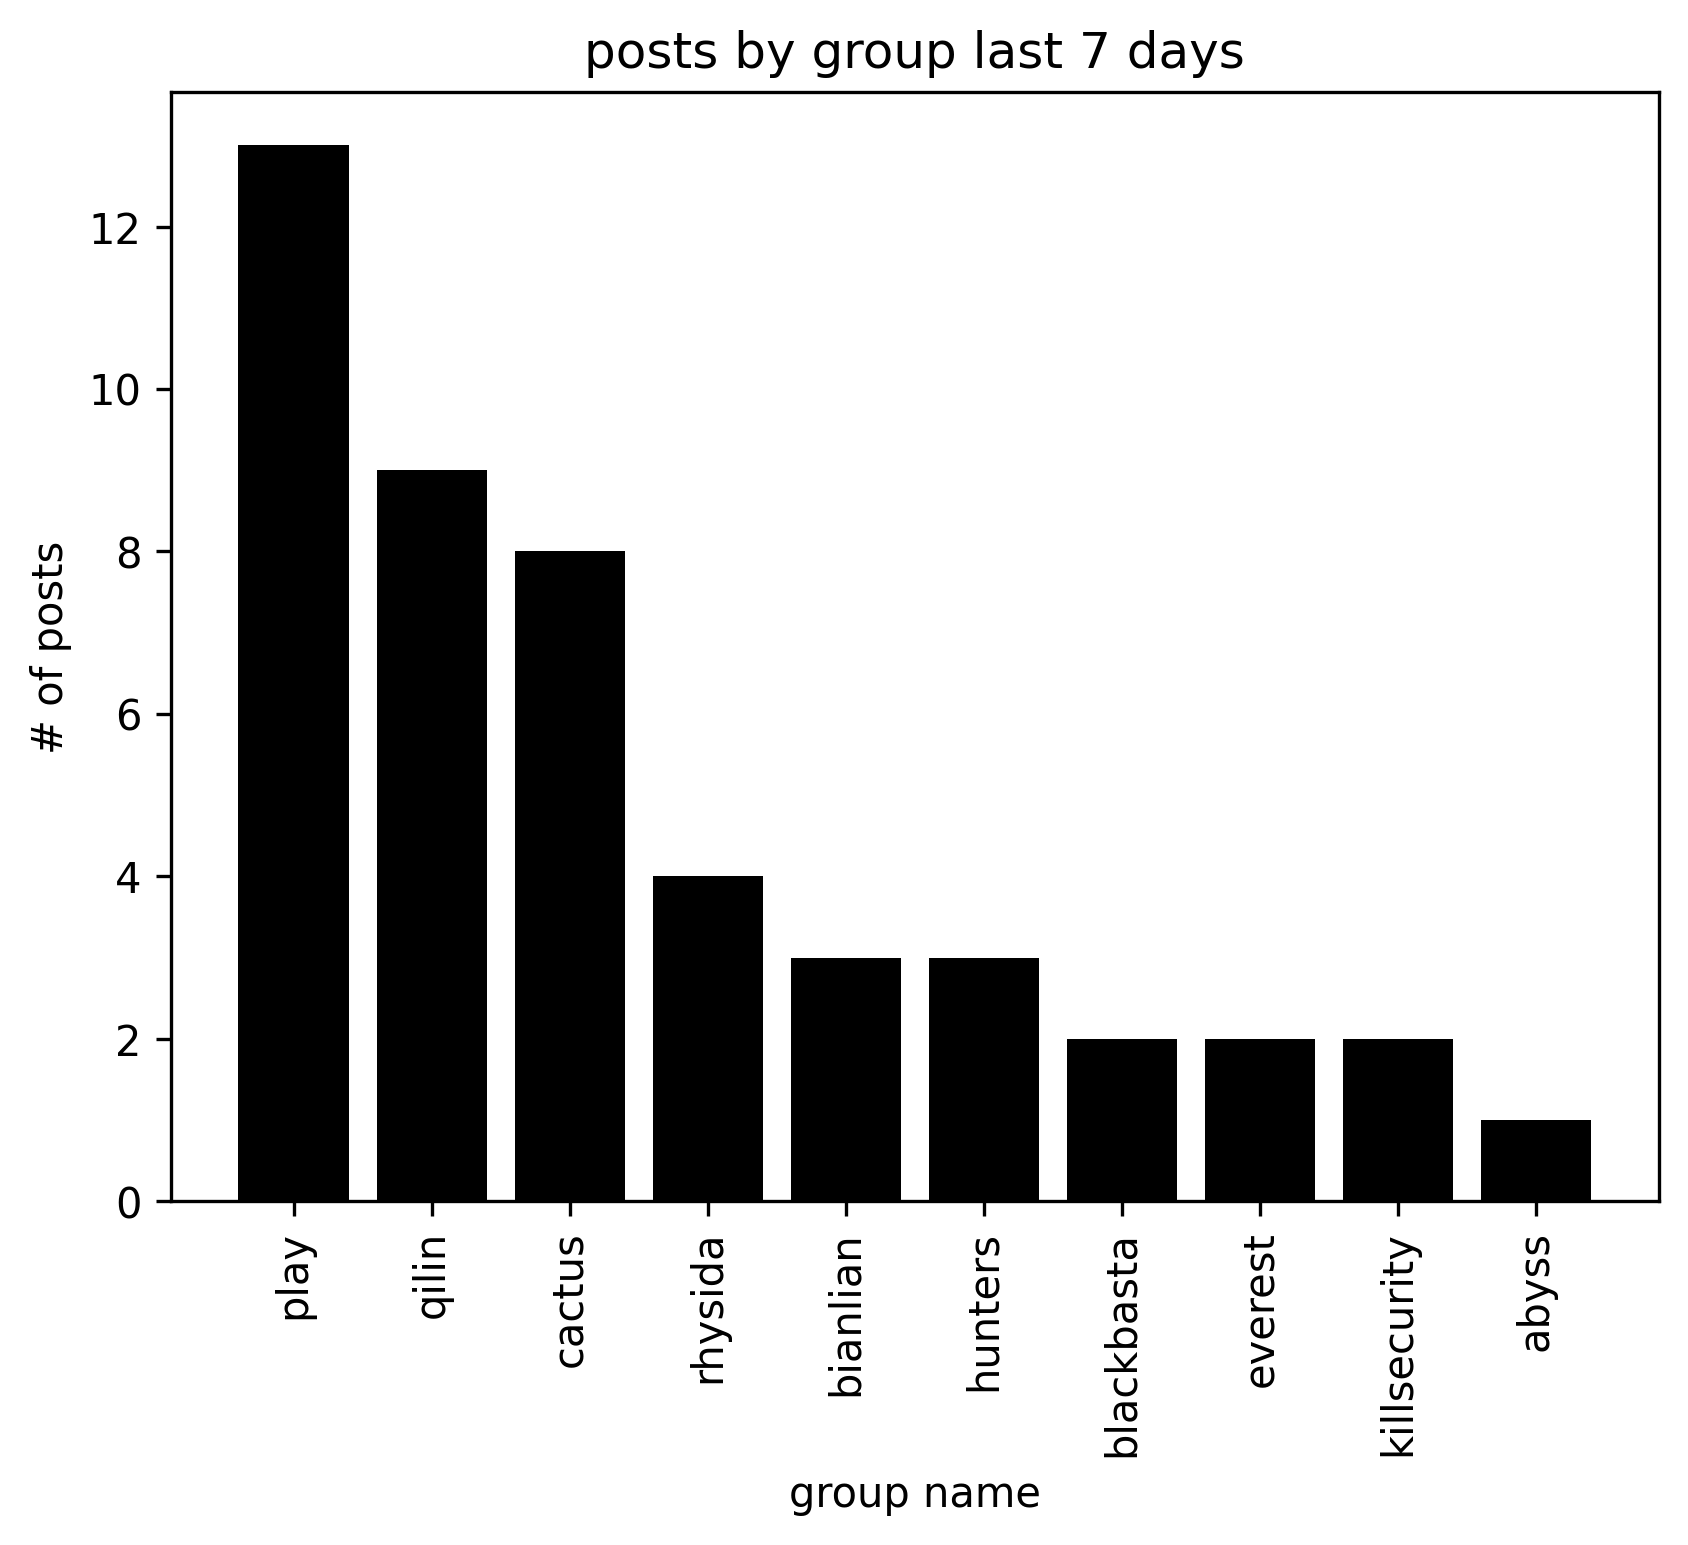 posts by group last 7 days
# of posts
12
10
8
6
4
2
0
play
qilin
cactus
rhysida
bianlian
hunters
blackbasta
everest
killsecurity
abyss
group name